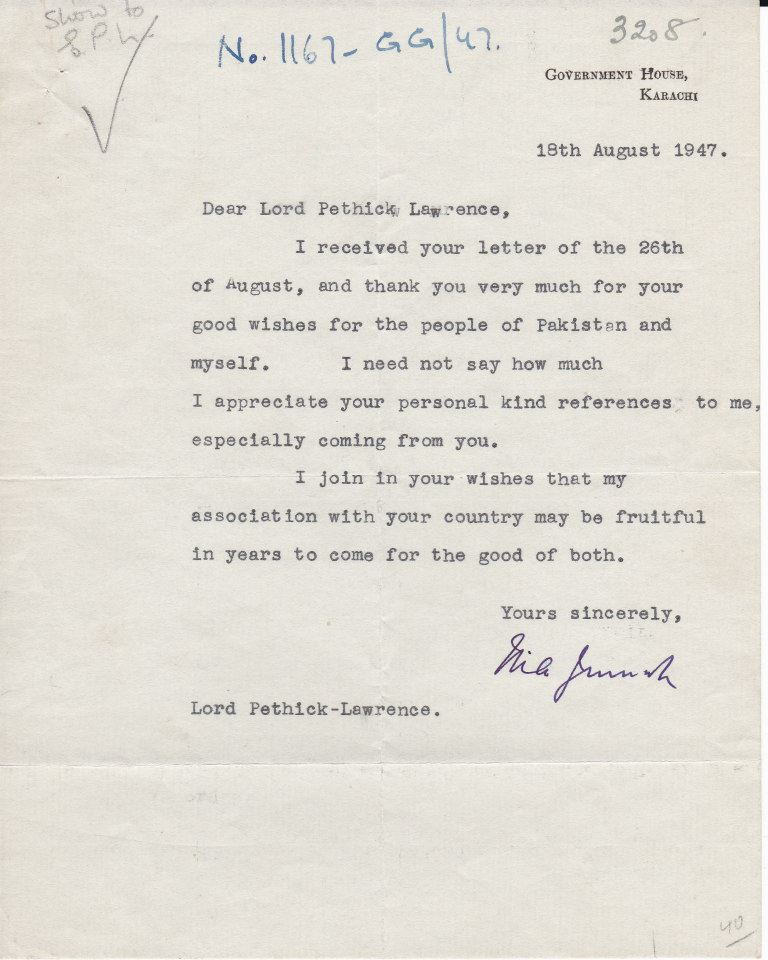 Show to
E P L
No. 1167-GG/47.
3208.
GOVERNMENT HOUSE,
KARACHI
18th August 1947.
Dear Lord Pethick Lawrence,
I received your letter of the 26th
of August, and thank you very much for your
good wishes for the people of Pakistan and
myself. I need not say how much
I appreciate your personal kind references to me,
especially coming from you.
I join in your wishes that my
association with your country may be fruitful
in years to come for the good of both.
Yours sincerely,
M.A. Jinnah
Lord Pethick-Lawrence.
40